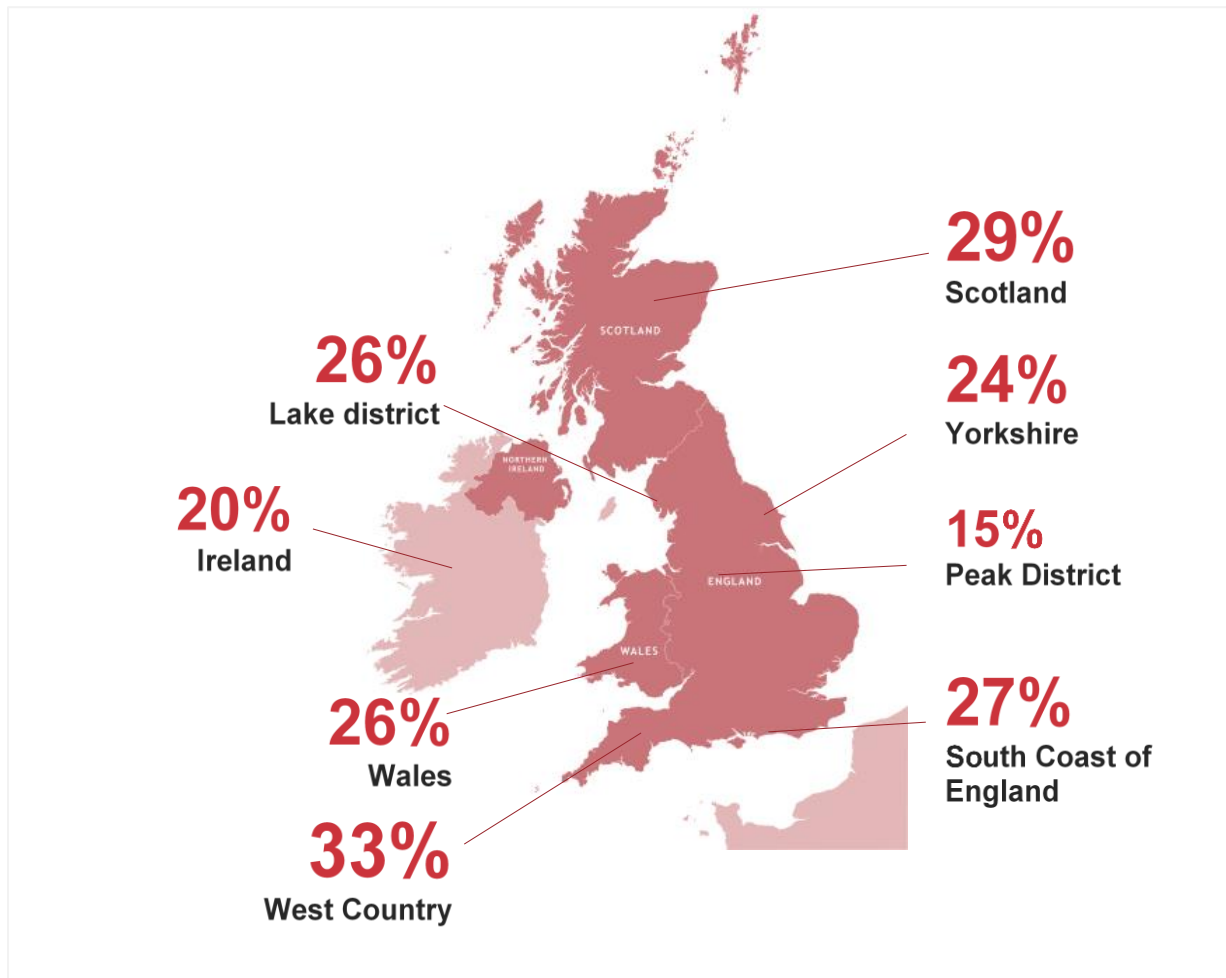 29%
Scotland
SCOTLAND
26%
Lake district
24%
Yorkshire
NORTHERN
IRELAND
20%
Ireland
15%
Peak District
ENGLAND
WALES
26%
Wales
27%
South Coast of
England
33%
West Country